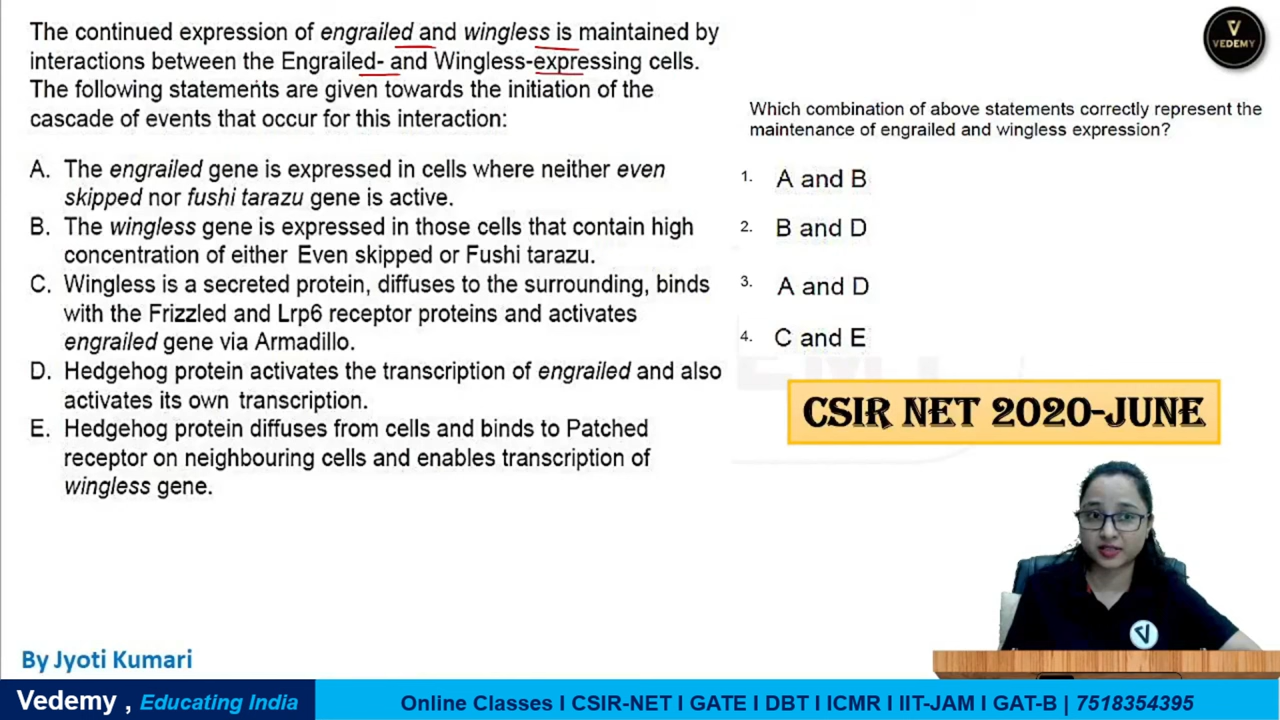 The continued expression of engrailed and wingless is maintained by
interactions between the Engrailed- and Wingless-expressing cells.
The following statements are given towards the initiation of the
cascade of events that occur for this interaction:
A. The engrailed gene is expressed in cells where neither even
skipped nor fushi tarazu gene is active.
B. The wingless gene is expressed in those cells that contain high
concentration of either Even skipped or Fushi tarazu.
C. Wingless is a secreted protein, diffuses to the surrounding, binds
with the Frizzled and Lrp6 receptor proteins and activates
engrailed gene via Armadillo.
D. Hedgehog protein activates the transcription of engrailed and also
activates its own transcription.
E. Hedgehog protein diffuses from cells and binds to Patched
receptor on neighbouring cells and enables transcription of
wingless gene.
VEDEMY
Which combination of above statements correctly represent the
maintenance of engrailed and wingless expression?
1. A and B
2. B and D
3. A and D
4. C and E
CSIR NET 2020-JUNE
By Jyoti Kumari
Vedemy , Educating India
Online Classes I CSIR-NET I GATE I DBT I ICMR I IIT-JAM I GAT-B | 7518354395